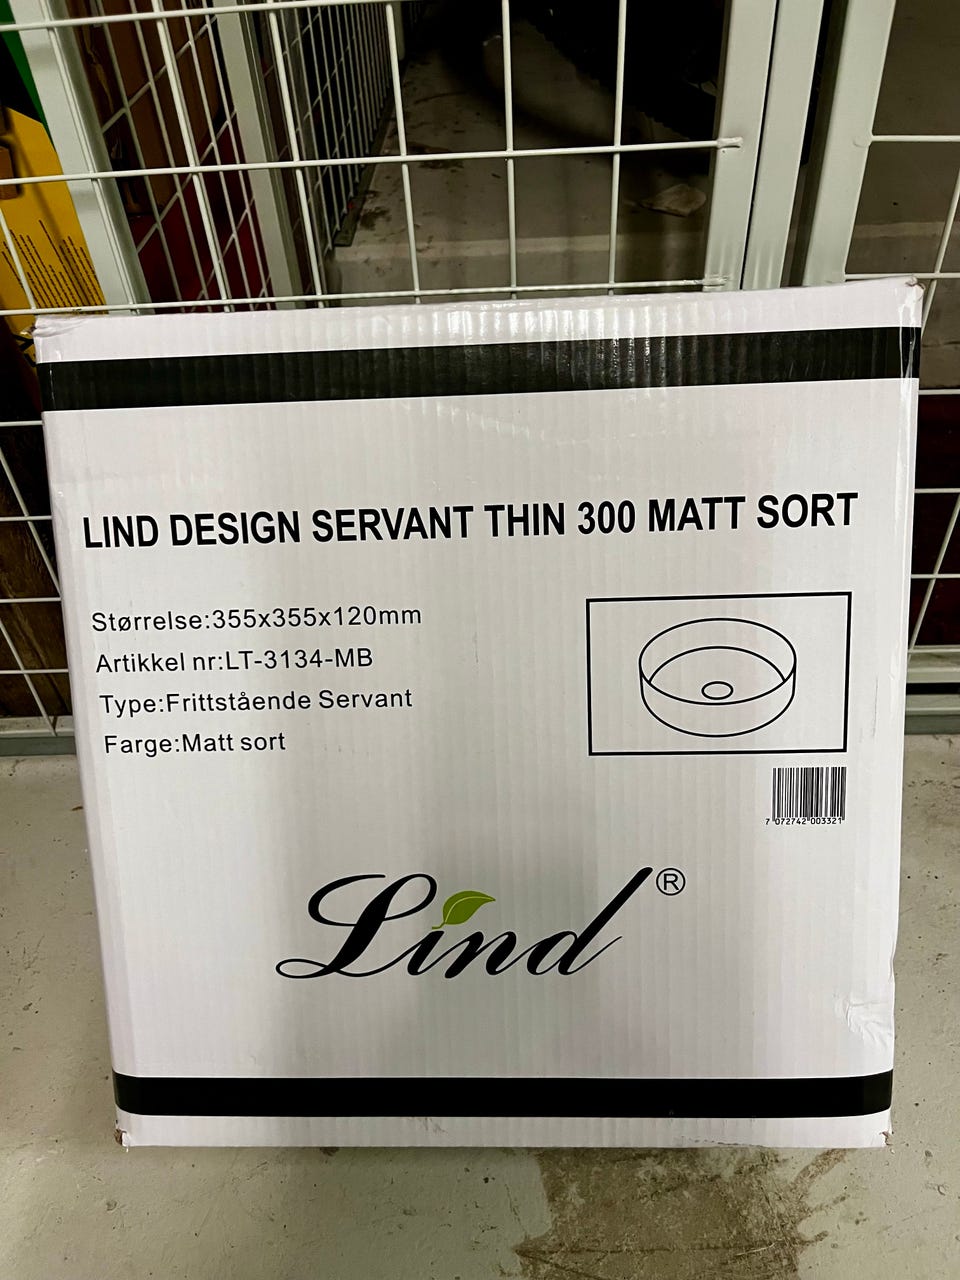 LIND DESIGN SERVANT THIN 300 MATT SORT
Størrelse:355x355x120mm
Artikkel nr:LT-3134-MB
Type:Frittstående Servant
Farge:Matt sort
7 072742 003321
Lind®